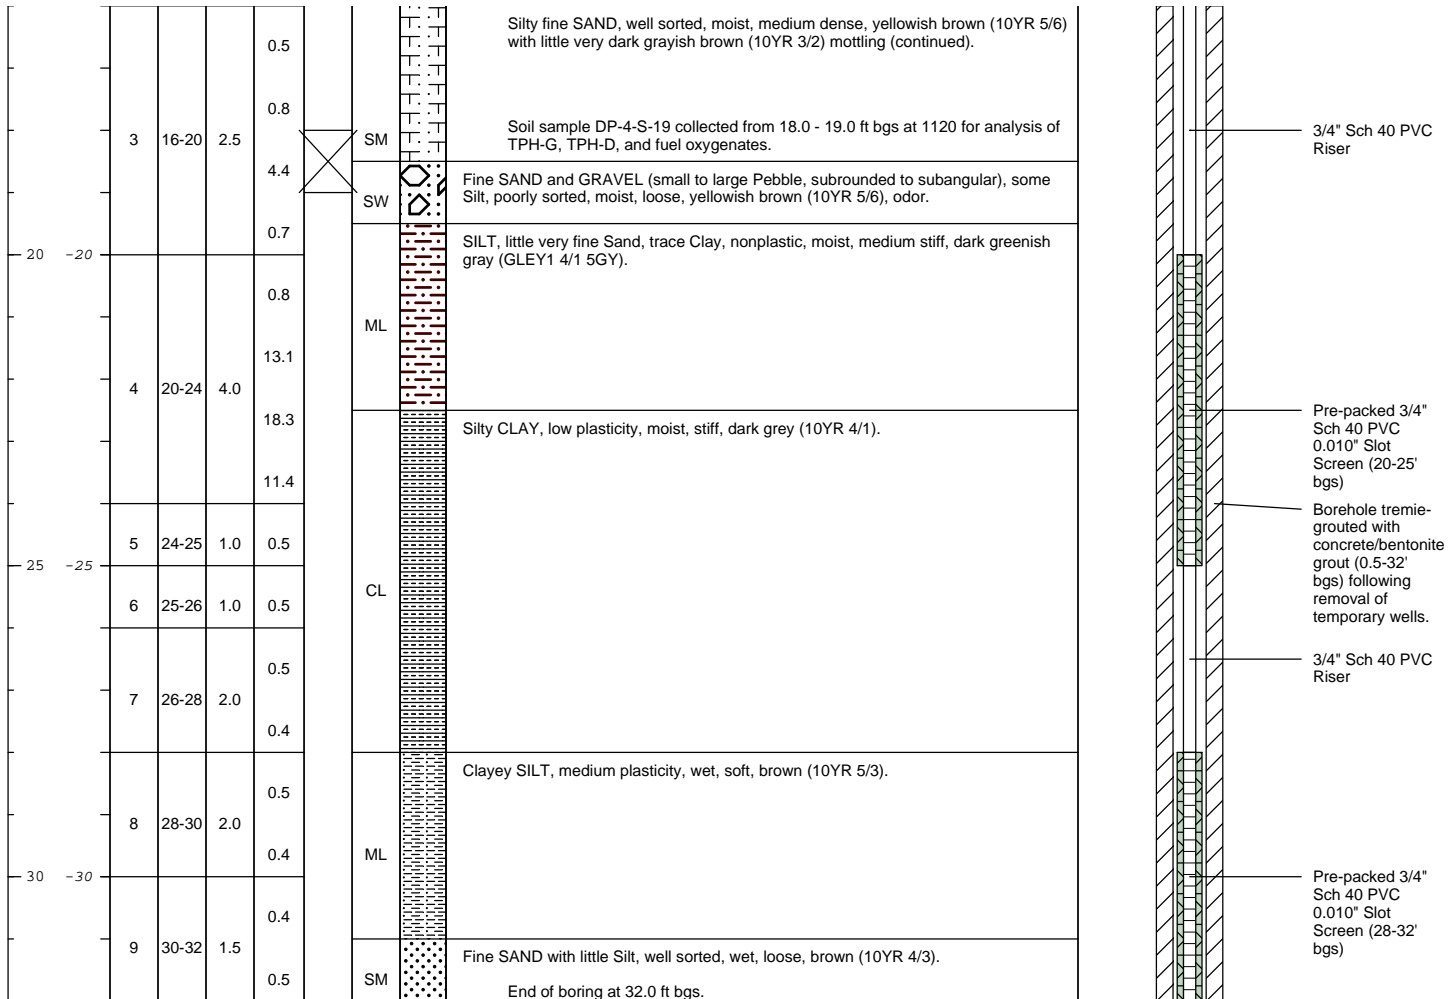 Silty fine SAND, well sorted, moist, medium dense, yellowish brown (10YR 5/6)
with little very dark grayish brown (10YR 3/2) mottling (continued).
0.5
0.8
Soil sample DP-4-S-19 collected from 18.0 - 19.0 ft bgs at 1120 for analysis of
TPH-G, TPH-D, and fuel oxygenates.
3 16-20 2.5
SM
3/4" Sch 40 PVC
Riser
4.4
Fine SAND and GRAVEL (small to large Pebble, subrounded to subangular), some
Silt, poorly sorted, moist, loose, yellowish brown (10YR 5/6), odor.
SW
0.7
SILT, little very fine Sand, trace Clay, nonplastic, moist, medium stiff, dark greenish
gray (GLEY1 4/1 5GY).
20 -20
0.8
ML
13.1
4 20-24 4.0
18.3
Silty CLAY, low plasticity, moist, stiff, dark grey (10YR 4/1).
Pre-packed 3/4"
Sch 40 PVC
0.010" Slot
Screen (20-25'
bgs)
11.4
Borehole tremie-
grouted with
concrete/bentonite
grout (0.5-32'
bgs) following
removal of
temporary wells.
5 24-25 1.0 0.5
25 -25
CL
6 25-26 1.0 0.5
0.5
3/4" Sch 40 PVC
Riser
7 26-28 2.0
0.4
Clayey SILT, medium plasticity, wet, soft, brown (10YR 5/3).
0.5
8 28-30 2.0
0.4
ML
30 -30
Pre-packed 3/4"
Sch 40 PVC
0.010" Slot
Screen (28-32'
bgs)
0.4
9 30-32 1.5
Fine SAND with little Silt, well sorted, wet, loose, brown (10YR 4/3).
0.5
SM
End of boring at 32.0 ft bgs.